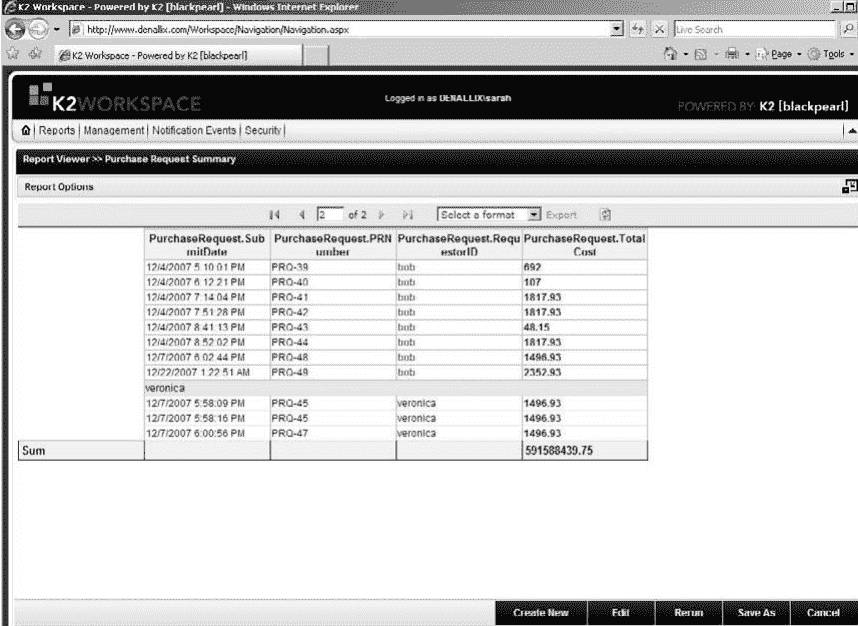 K2 Workspace - Powered by K2 [blackpearl] - Windows Internet Explorer
http://www.denallix.com/Workspace/Navigation/Navigation.aspx
Live Search
K2 Workspace - Powered by K2 [blackpearl]
Page
Tools
K2WORKSPACE
Logged in as DENALLIX\sarah
POWERED BY K2 [blackpearl]
Reports | Management | Notification Events | Security |
Report Viewer >> Purchase Request Summary
Report Options
2 of 2 Select a format Export
PurchaseRequest.Sub PurchaseRequest.PRN PurchaseRequest.Requ PurchaseRequest.Total
mitDate umber estorID Cost
12/4/2007 5:10:01 PM PRQ-39 bob 692
12/4/2007 6:12:21 PM PRQ-40 bob 107
12/4/2007 7:14:04 PM PRQ-41 bob 1817.93
12/4/2007 7:51:28 PM PRQ-42 bob 1817.93
12/4/2007 8:41:13 PM PRQ-43 bob 48.15
12/4/2007 8:52:02 PM PRQ-44 bob 1817.93
12/7/2007 6:02:44 PM PRQ-48 bob 1496.93
12/22/2007 1:22:51 AM PRQ-49 bob 2352.93
veronica
12/7/2007 5:58:09 PM PRQ-45 veronica 1496.93
12/7/2007 5:58:16 PM PRQ-45 veronica 1496.93
12/7/2007 6:00:56 PM PRQ-47 veronica 1496.93
Sum 591588439.75
Create New Edit Rerun Save As Cancel